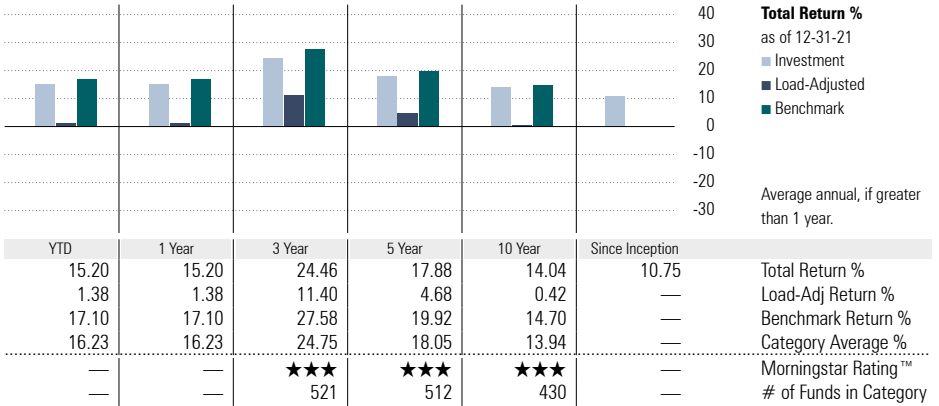 40
30
20
10
0
-10
-20
-30
Total Return %
as of 12-31-21
Investment
Load-Adjusted
Benchmark
Average annual, if greater
than 1 year.
YTD 1 Year 3 Year 5 Year 10 Year Since Inception
15.20 15.20 24.46 17.88 14.04 10.75 Total Return %
1.38 1.38 11.40 4.68 0.42 — Load-Adj Return %
17.10 17.10 27.58 19.92 14.70 — Benchmark Return %
16.23 16.23 24.75 18.05 13.94 — Category Average %
— — ★★★ ★★★ ★★★ — Morningstar Rating™
— — 521 512 430 — # of Funds in Category